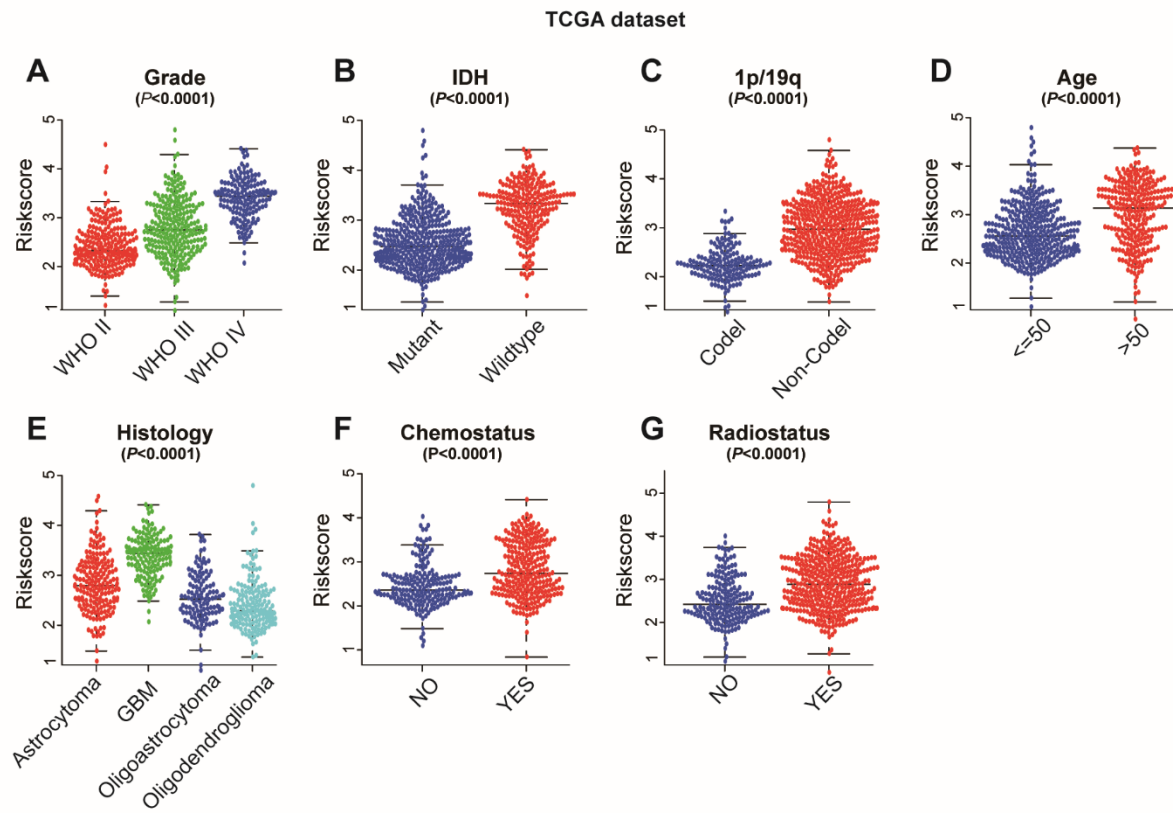 TCGA dataset
A
Grade
(P<0.0001)
Riskscore
5
4
3
2
1
WHO II
WHO III
WHO IV
B
IDH
(P<0.0001)
Riskscore
5
4
3
2
1
Mutant
Wildtype
C
1p/19q
(P<0.0001)
Riskscore
5
4
3
2
1
Codel
Non-Codel
D
Age
(P<0.0001)
Riskscore
5
4
3
2
1
<=50
>50
E
Histology
(P<0.0001)
Riskscore
5
4
3
2
1
Astrocytoma
GBM
Oligoastrocytoma
Oligodendroglioma
F
Chemostatus
(P<0.0001)
Riskscore
5
4
3
2
1
NO
YES
G
Radiostatus
(P<0.0001)
Riskscore
5
4
3
2
1
NO
YES